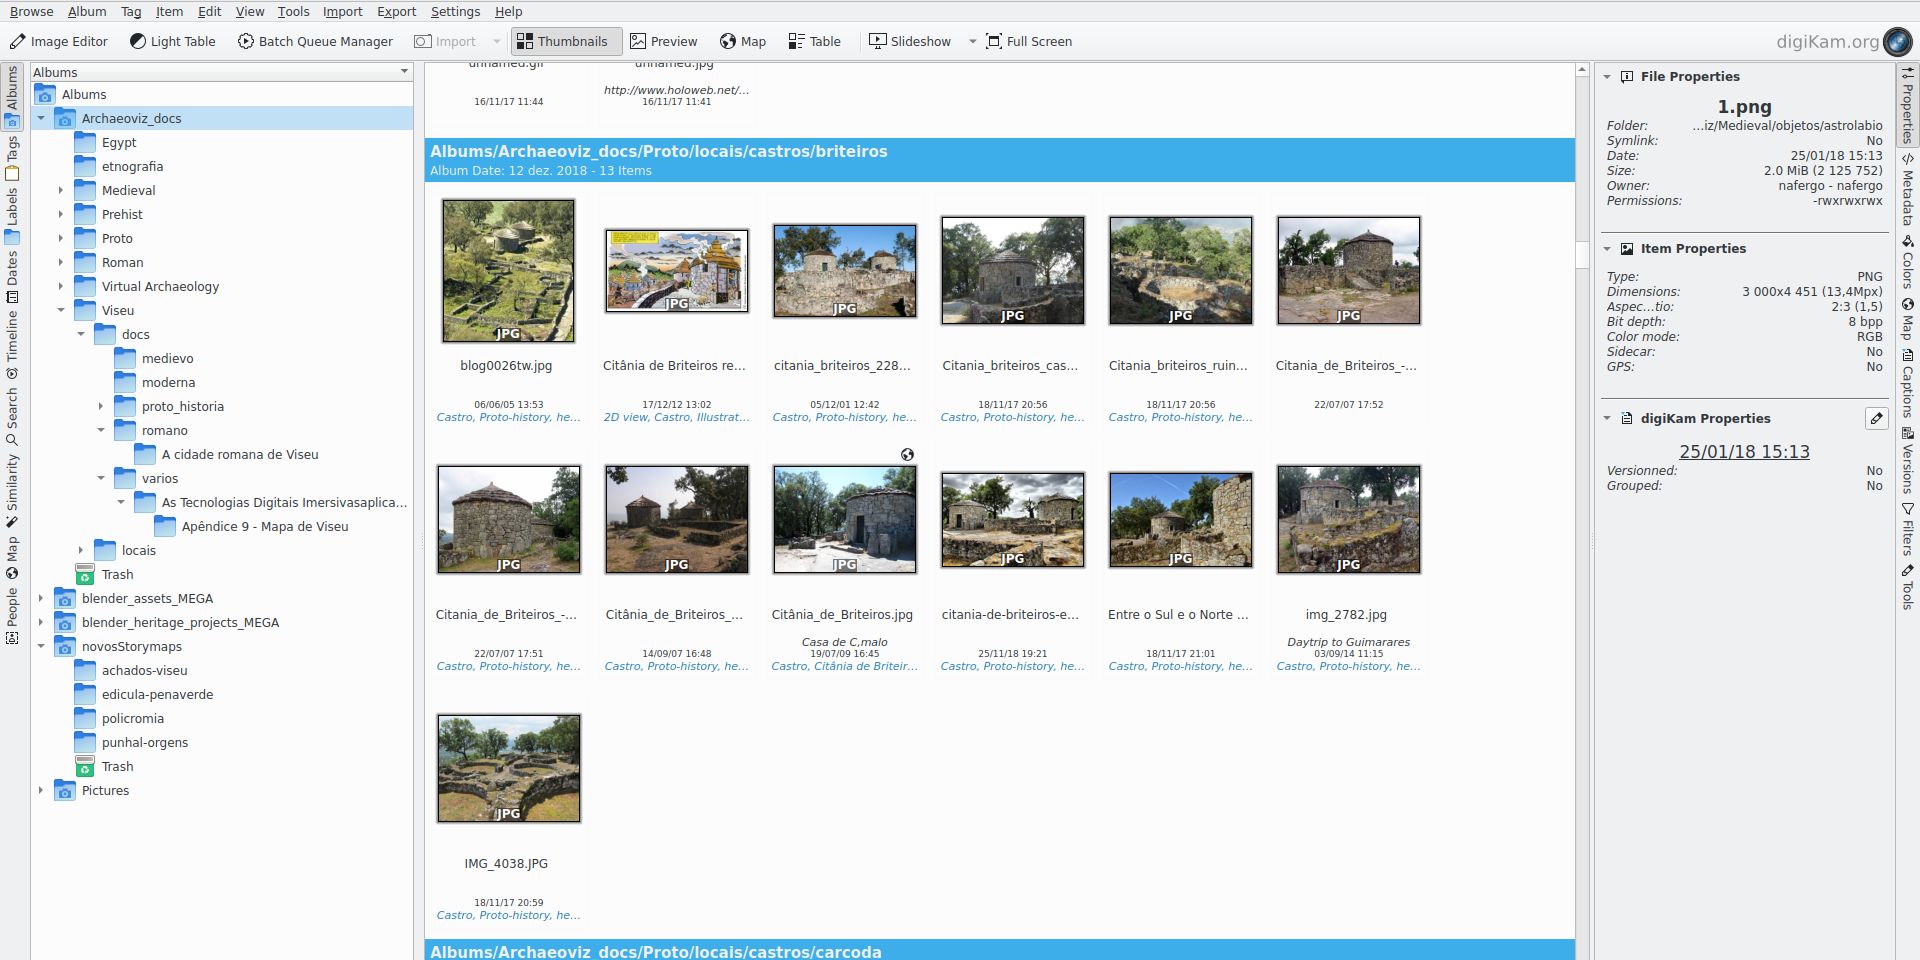 Browse Album Tag Item Edit View Tools Import Export Settings Help
Image Editor Light Table Batch Queue Manager Import Thumbnails Preview Map Table Slideshow Full Screen digiKam.org
Albums
Tags
Labels
Dates
Timeline
Search
Similarity
Map
People
Albums
Albums
Archaeoviz_docs
Egypt
etnografia
Medieval
Prehist
Proto
Roman
Virtual Archaeology
Viseu
docs
medievo
moderna
proto_historia
romano
A cidade romana de Viseu
varios
As Tecnologias Digitais Imersivasaplica...
Apêndice 9 - Mapa de Viseu
locais
Trash
blender_assets_MEGA
blender_heritage_projects_MEGA
novosStorymaps
achados-viseu
edicula-penaverde
policromia
punhal-orgens
Trash
Pictures
unnamed.gif unnamed.jpg
http://www.holoweb.net/...
16/11/17 11:44 16/11/17 11:41
Albums/Archaeoviz_docs/Proto/locais/castros/briteiros
Album Date: 12 dez. 2018 - 13 Items
JPG JPG JPG JPG JPG JPG
blog0026tw.jpg Citânia de Briteiros re... citania_briteiros_228... Citania_briteiros_cas... Citania_briteiros_ruin... Citania_de_Briteiros_-...
06/06/05 13:53 17/12/12 13:02 05/12/01 12:42 18/11/17 20:56 18/11/17 20:56 22/07/07 17:52
Castro, Proto-history, he... 2D view, Castro, Illustrat... Castro, Proto-history, he... Castro, Proto-history, he... Castro, Proto-history, he...
JPG JPG JPG JPG JPG JPG
Citania_de_Briteiros_-... Citânia_de_Briteiros_... Citânia_de_Briteiros.jpg citania-de-briteiros-e... Entre o Sul e o Norte ... img_2782.jpg
Casa de C,malo Daytrip to Guimarares
22/07/07 17:51 14/09/07 16:48 19/07/09 16:45 25/11/18 19:21 18/11/17 21:01 03/09/14 11:15
Castro, Proto-history, he... Castro, Proto-history, he... Castro, Citânia de Briteir... Castro, Proto-history, he... Castro, Proto-history, he... Castro, Proto-history, he...
JPG
IMG_4038.JPG
18/11/17 20:59
Castro, Proto-history, he...
Albums/Archaeoviz_docs/Proto/locais/castros/carcoda
File Properties
1.png
Folder: ...iz/Medieval/objetos/astrolabio
Symlink: No
Date: 25/01/18 15:13
Size: 2.0 MiB (2 125 752)
Owner: nafergo - nafergo
Permissions: -rwxrwxrwx
Item Properties
Type: PNG
Dimensions: 3 000x4 451 (13,4Mpx)
Aspec...tio: 2:3 (1,5)
Bit depth: 8 bpp
Color mode: RGB
Sidecar: No
GPS: No
digiKam Properties
25/01/18 15:13
Versionned: No
Grouped: No
Properties
Metadata
Colors
Map
Captions
Versions
Filters
Tools